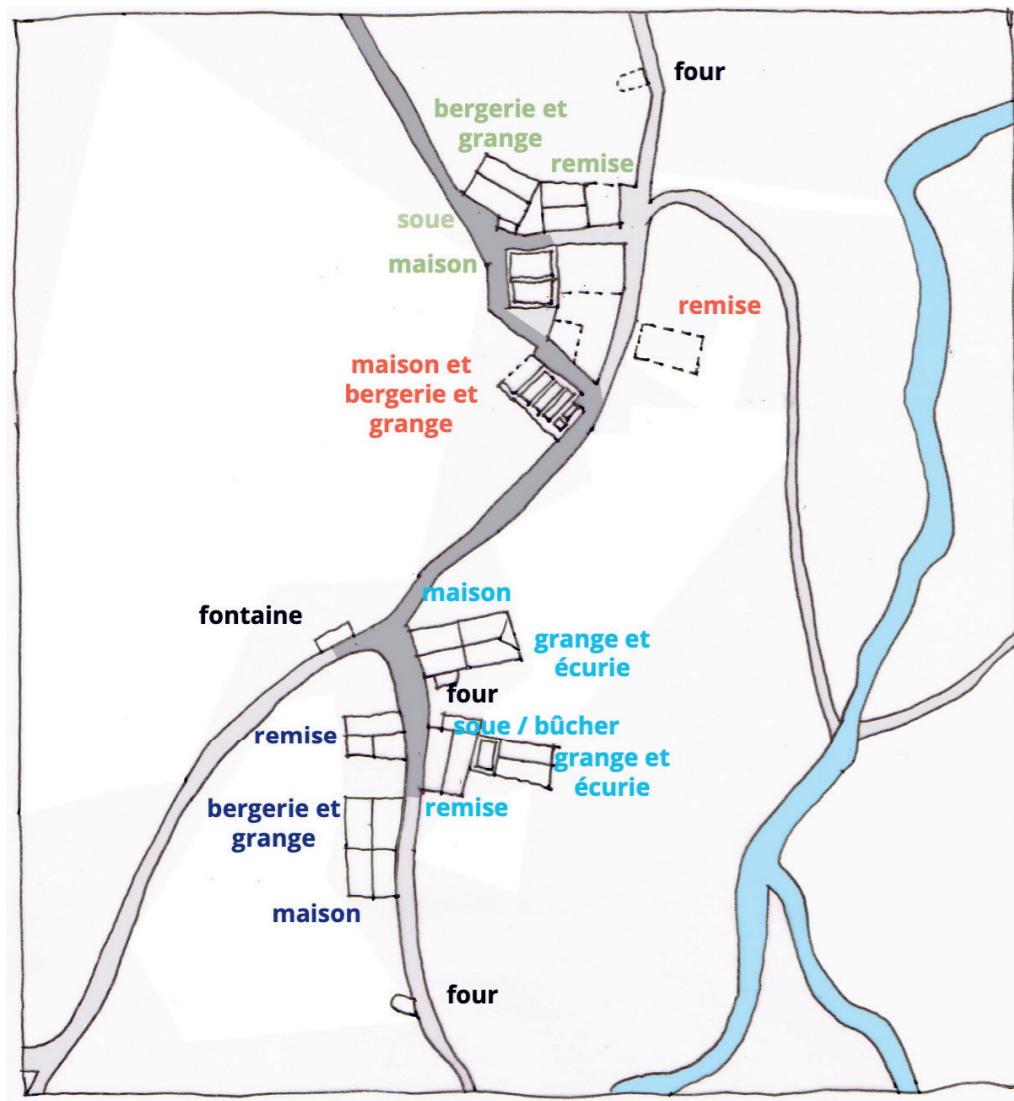 four
bergerie et
grange
remise
soue
maison
remise
maison et
bergerie et
grange
maison
fontaine
grange et
écurie
four
soue / bûcher
remise
grange et
écurie
bergerie et
grange
remise
maison
four